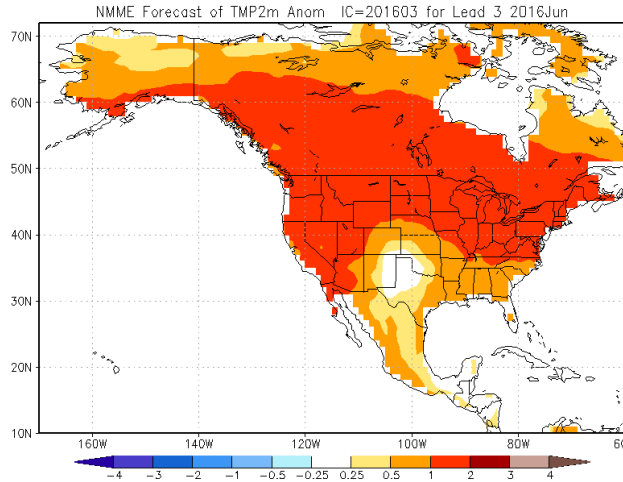 NMME Forecast of TMP2m Anom IC=201603 for Lead 3 2016Jun
70N
60N
50N
40N
30N
20N
10N
160W 140W 120W 100W 80W 60
-4 -3 -2 -1 -0.5 -0.25 0.25 0.5 1 2 3 4